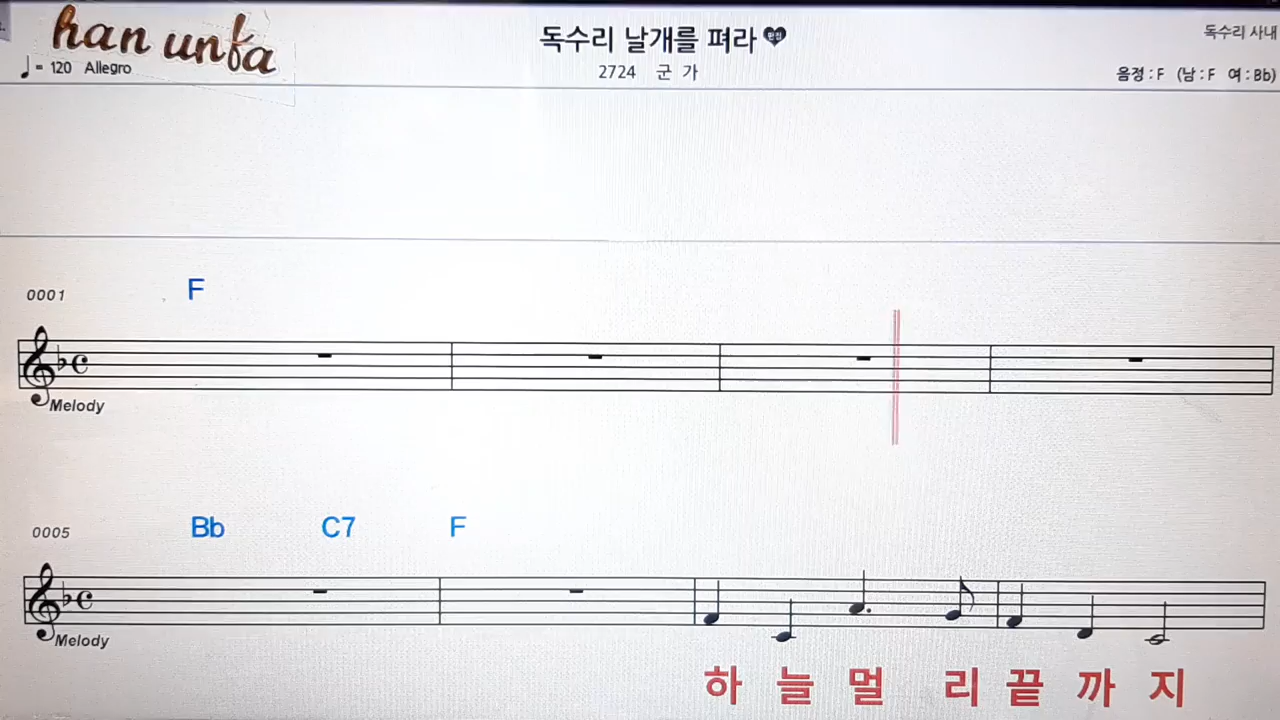 han unfa
독수리 날개를 펴라 편집
독수리 사내
♩= 120 Allegro
2724 군 가
음정 : F (남 : F 여 : Bb)
0001 F
Melody
0005 Bb C7 F
Melody
하 늘 멀 리 끝 까 지